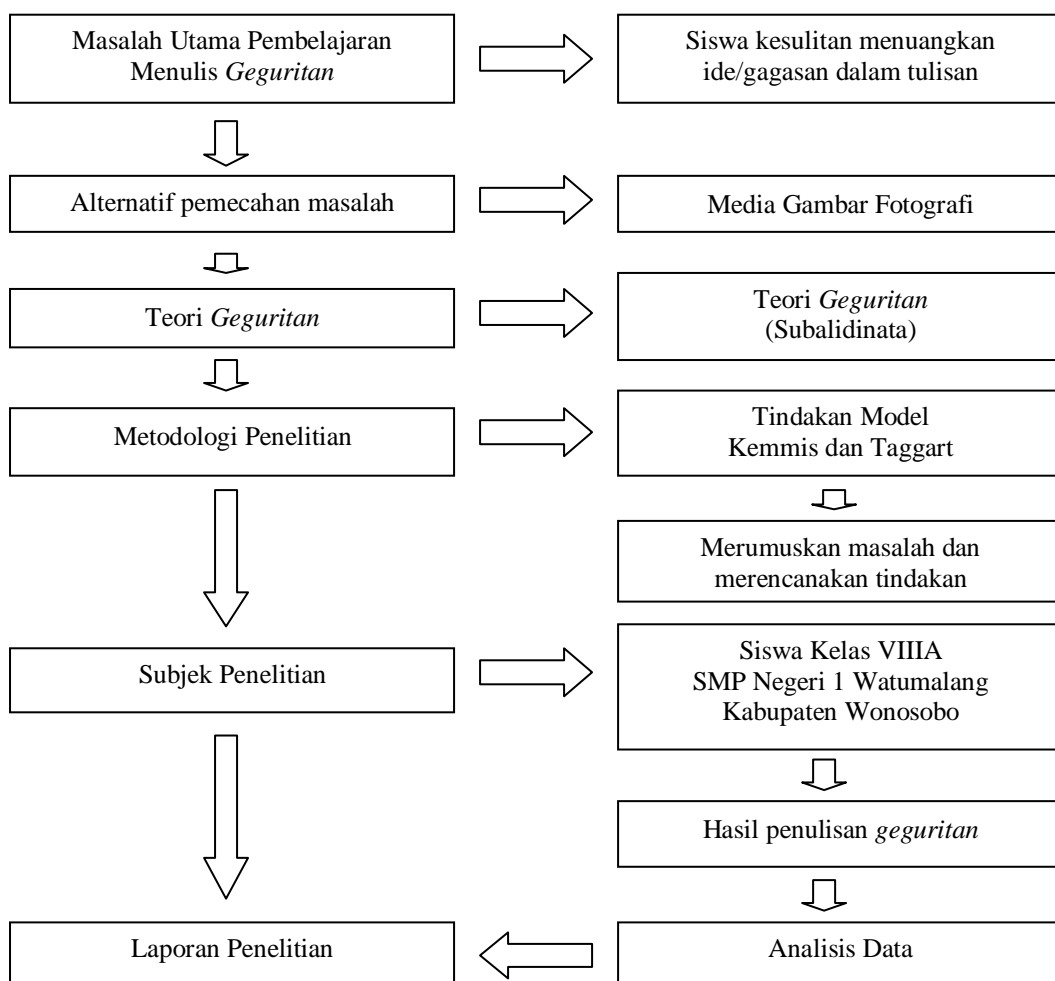 Masalah Utama Pembelajaran
Menulis Geguritan
Siswa kesulitan menuangkan
ide/gagasan dalam tulisan
Alternatif pemecahan masalah
Media Gambar Fotografi
Teori Geguritan
Teori Geguritan
(Subalidinata)
Metodologi Penelitian
Tindakan Model
Kemmis dan Taggart
Merumuskan masalah dan
merencanakan tindakan
Subjek Penelitian
Siswa Kelas VIIIA
SMP Negeri 1 Watumalang
Kabupaten Wonosobo
Hasil penulisan geguritan
Laporan Penelitian
Analisis Data